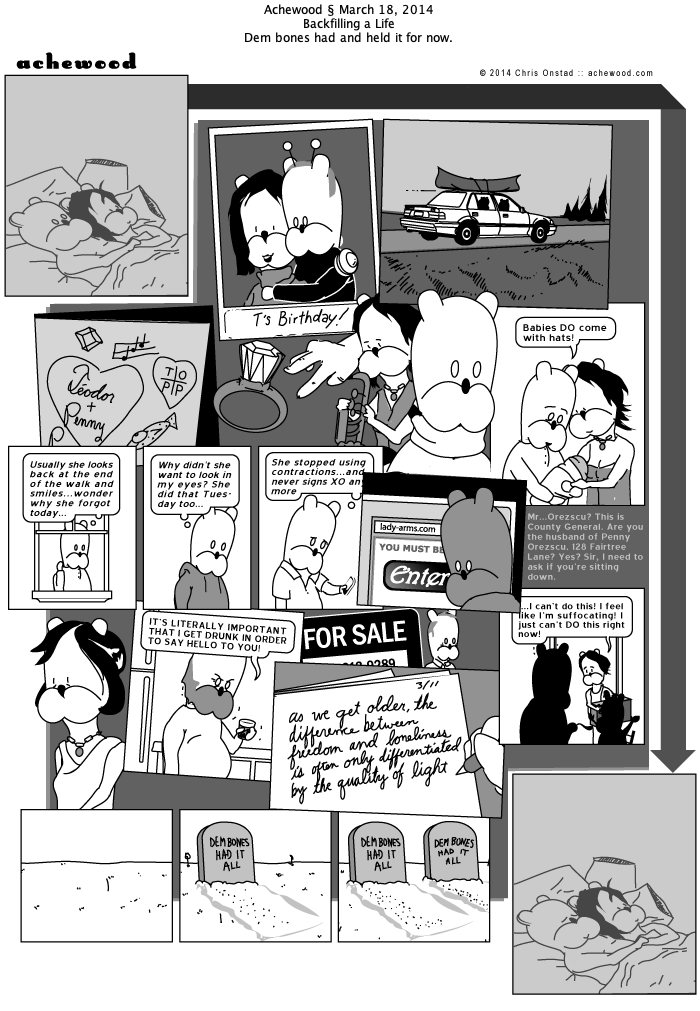 Achewood § March 18, 2014
Backfilling a Life
Dem bones had and held it for now.
achewood
© 2014 Chris Onstad :: achewood.com
T's Birthday!
Téodor
+
Penny
T O
P P
Babies DO come
with hats!
Usually she looks
back at the end
of the walk and
smiles...wonder
why she forgot
today...
Why didn't she
want to look in
my eyes? She
did that Tues-
day too...
She stopped using
contractions...and
never signs XO any
more
lady-arms.com
YOU MUST BE
Enter
Mr...Orezscu? This is
County General. Are you
the husband of Penny
Orezscu, 128 Fairtree
Lane? Yes? Sir, I need to
ask if you're sitting
down.
IT'S LITERALLY IMPORTANT
THAT I GET DRUNK IN ORDER
TO SAY HELLO TO YOU!
FOR SALE
...I can't do this! I feel
like I'm suffocating! I
just can't DO this right
now!
3/11
as we get older, the
difference between
freedom and loneliness
is often only differentiated
by the quality of light
DEM BONES
HAD IT
ALL
DEM BONES
HAD IT
ALL
DEM BONES
HAD IT
ALL